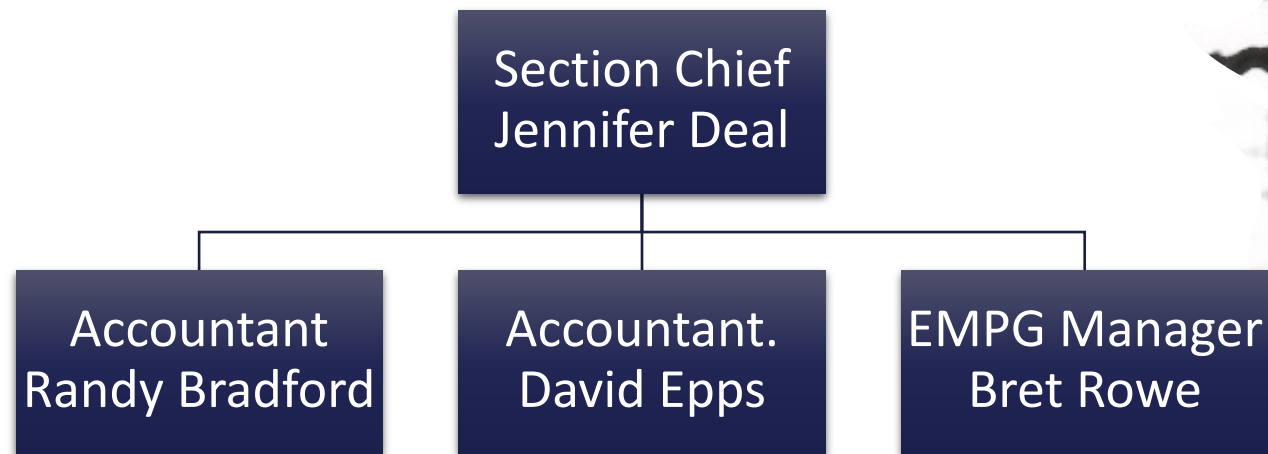 Section Chief
Jennifer Deal
Accountant
Randy Bradford
Accountant.
David Epps
EMPG Manager
Bret Rowe